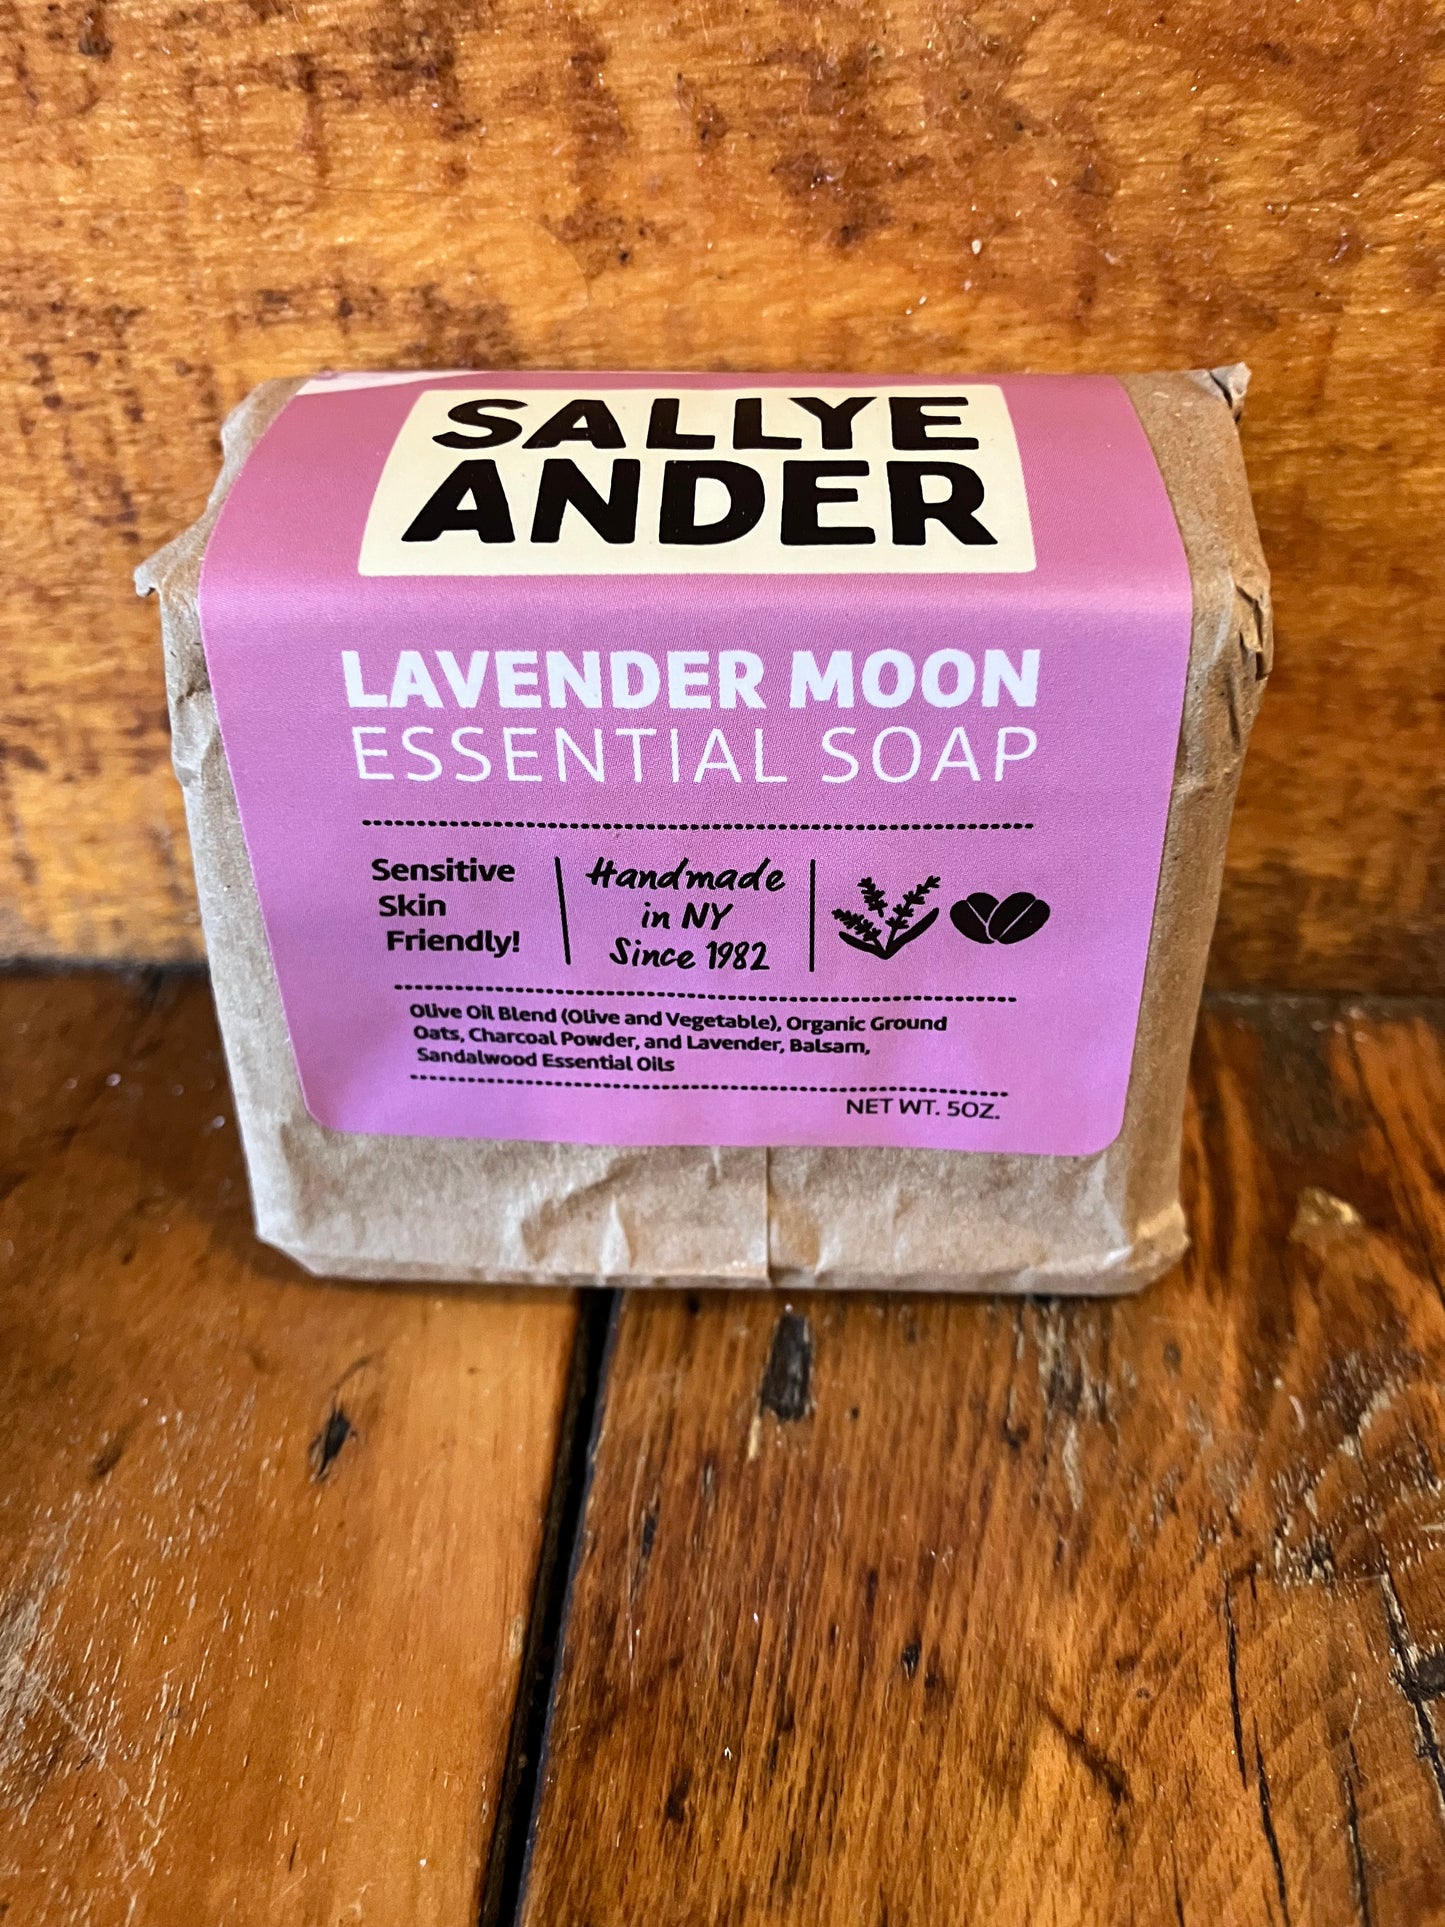 SALLYE
ANDER
LAVENDER MOON
ESSENTIAL SOAP
Sensitive
Skin
Friendly!
Handmade
in NY
Since 1982
Olive Oil Blend (Olive and Vegetable), Organic Ground
Oats, Charcoal Powder, and Lavender, Balsam,
Sandalwood Essential Oils
NET WT. 5OZ.